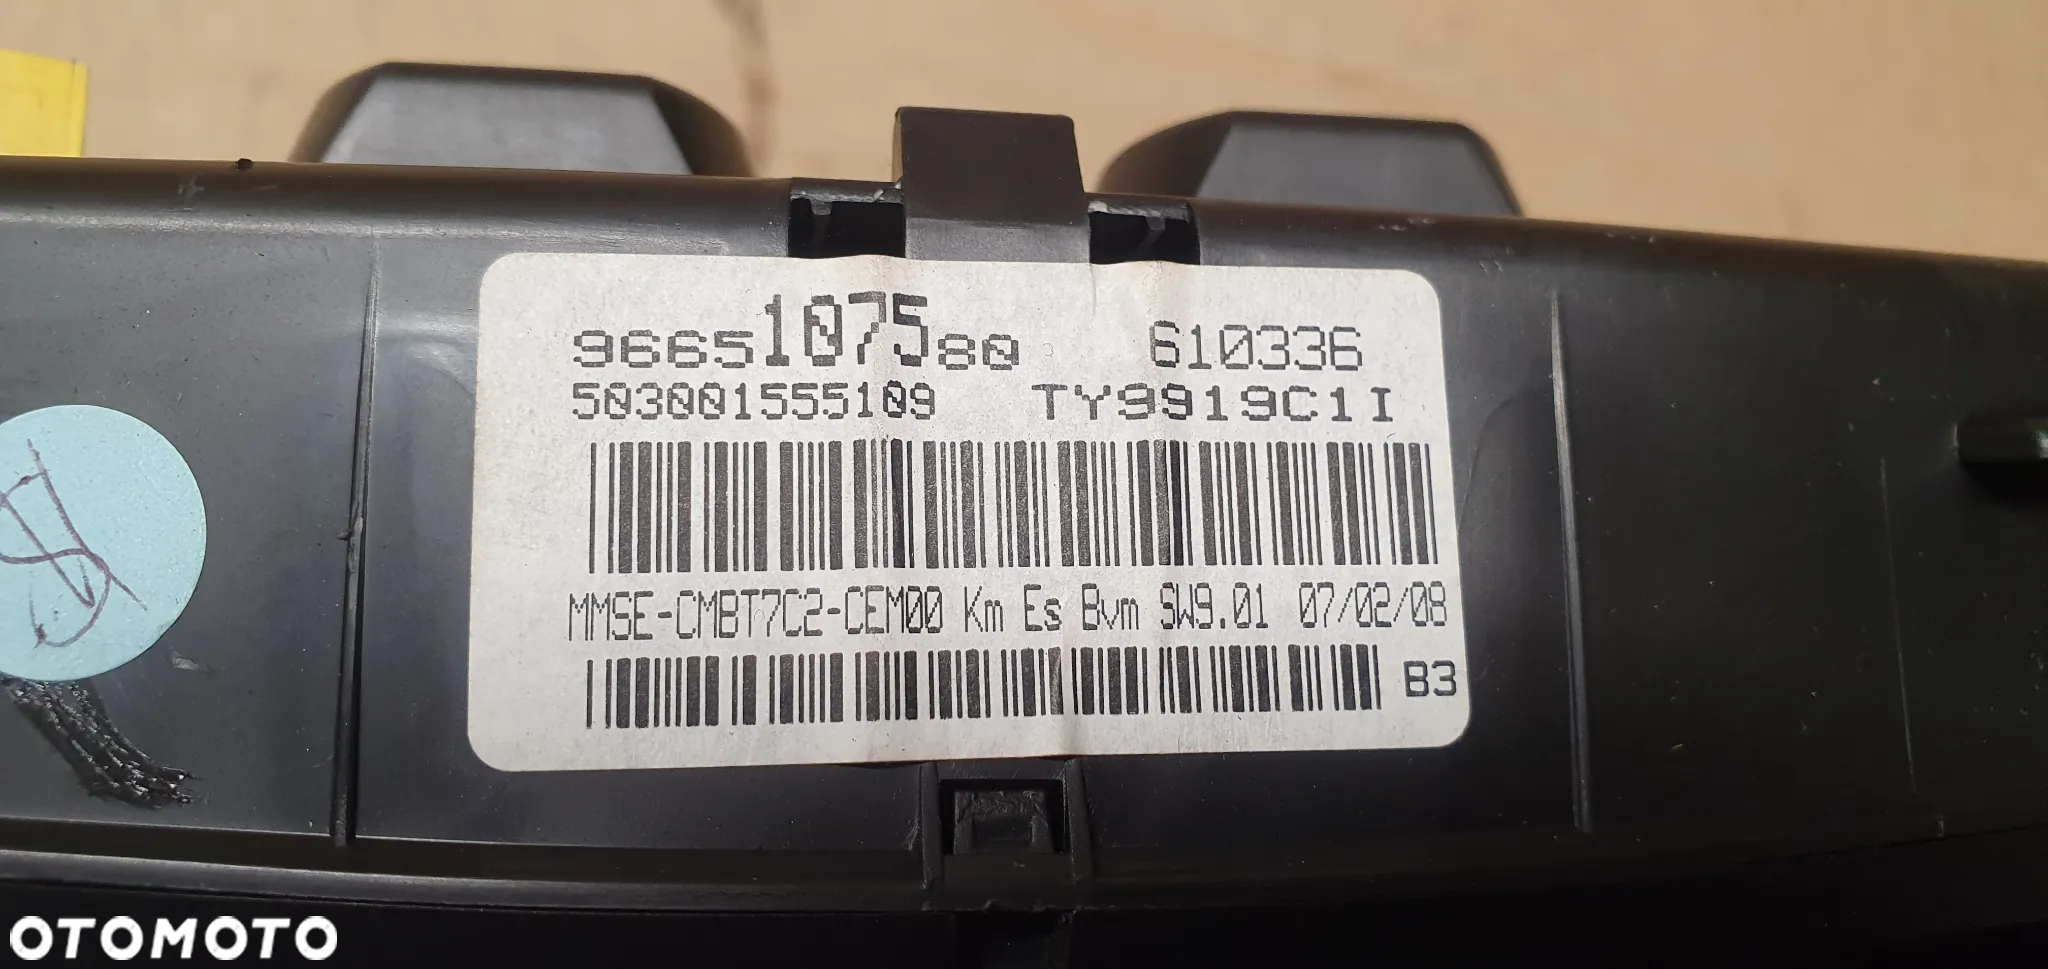 9665107580 610336
503001555109 TY9919C1I
MMSE-CMBT7C2-CEM00 Km Es Bvm SW9.01 07/02/08
B3
OTOMOTO